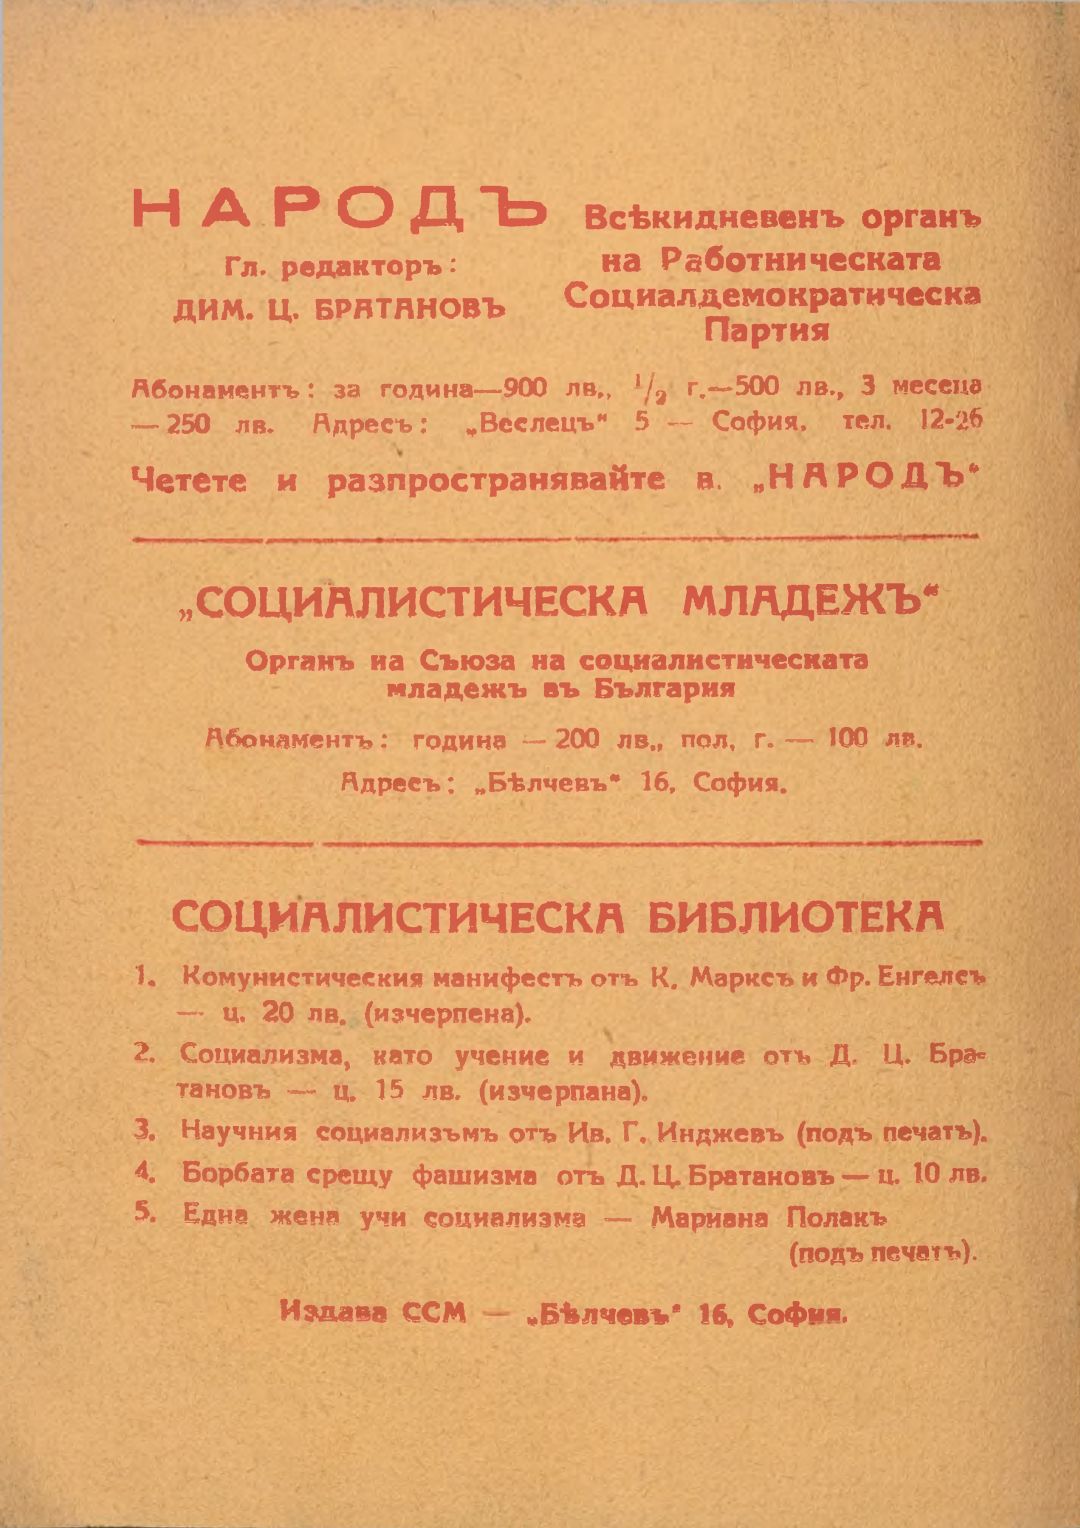 НАРОДЪ
Гл. редакторъ:
ДИМ. Ц. БРАТАНОВЪ
Всѣкидневенъ органъ
на Работническата
Социалдемократическа
Партия
Абонаментъ: за година—900 лв., 1/2 г.—500 лв., 3 месеца
— 250 лв. Адресъ: „Веслецъ“ 5 — София, тел. 12-26
Четете и разпространявайте в. „НАРОДЪ“
„СОЦИАЛИСТИЧЕСКА МЛАДЕЖЪ“
Органъ на Съюза на социалистическата
младежъ въ България
Абонаментъ: година — 200 лв., пол. г. — 100 лв.
Адресъ: „Бѣлчевъ“ 16, София.
СОЦИАЛИСТИЧЕСКА БИБЛИОТЕКА
1. Комунистическия манифестъ отъ К. Марксъ и Фр. Енгелсъ
— ц. 20 лв. (изчерпена).
2. Социализма, като учение и движение отъ Д. Ц. Бра-
тановъ — ц. 15 лв. (изчерпана).
3. Научния социализъмъ отъ Ив. Г. Инджевъ (подъ печатъ).
4. Борбата срещу фашизма отъ Д. Ц. Братановъ — ц. 10 лв.
5. Една жена учи социализма — Мариана Полакъ
(подъ печатъ).
Издава ССМ — „Бѣлчевъ“ 16, София.